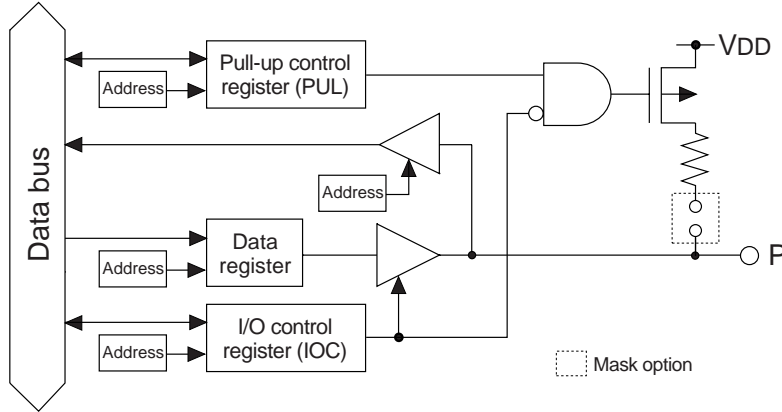 VDD
Pull-up control
register (PUL)
Address
Address
Data bus
Data
register
Address
P
I/O control
register (IOC)
Address
Mask option